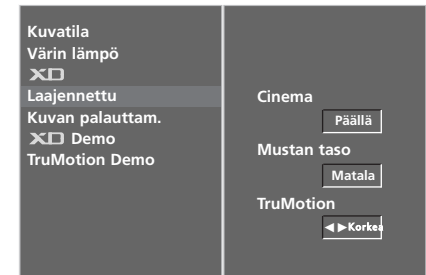 Kuvatila
Värin lämpö
XD
Laajennettu
Kuvan palauttam.
XD Demo
TruMotion Demo
Cinema
Päällä
Mustan taso
Matala
TruMotion
◀ ▶Korkea